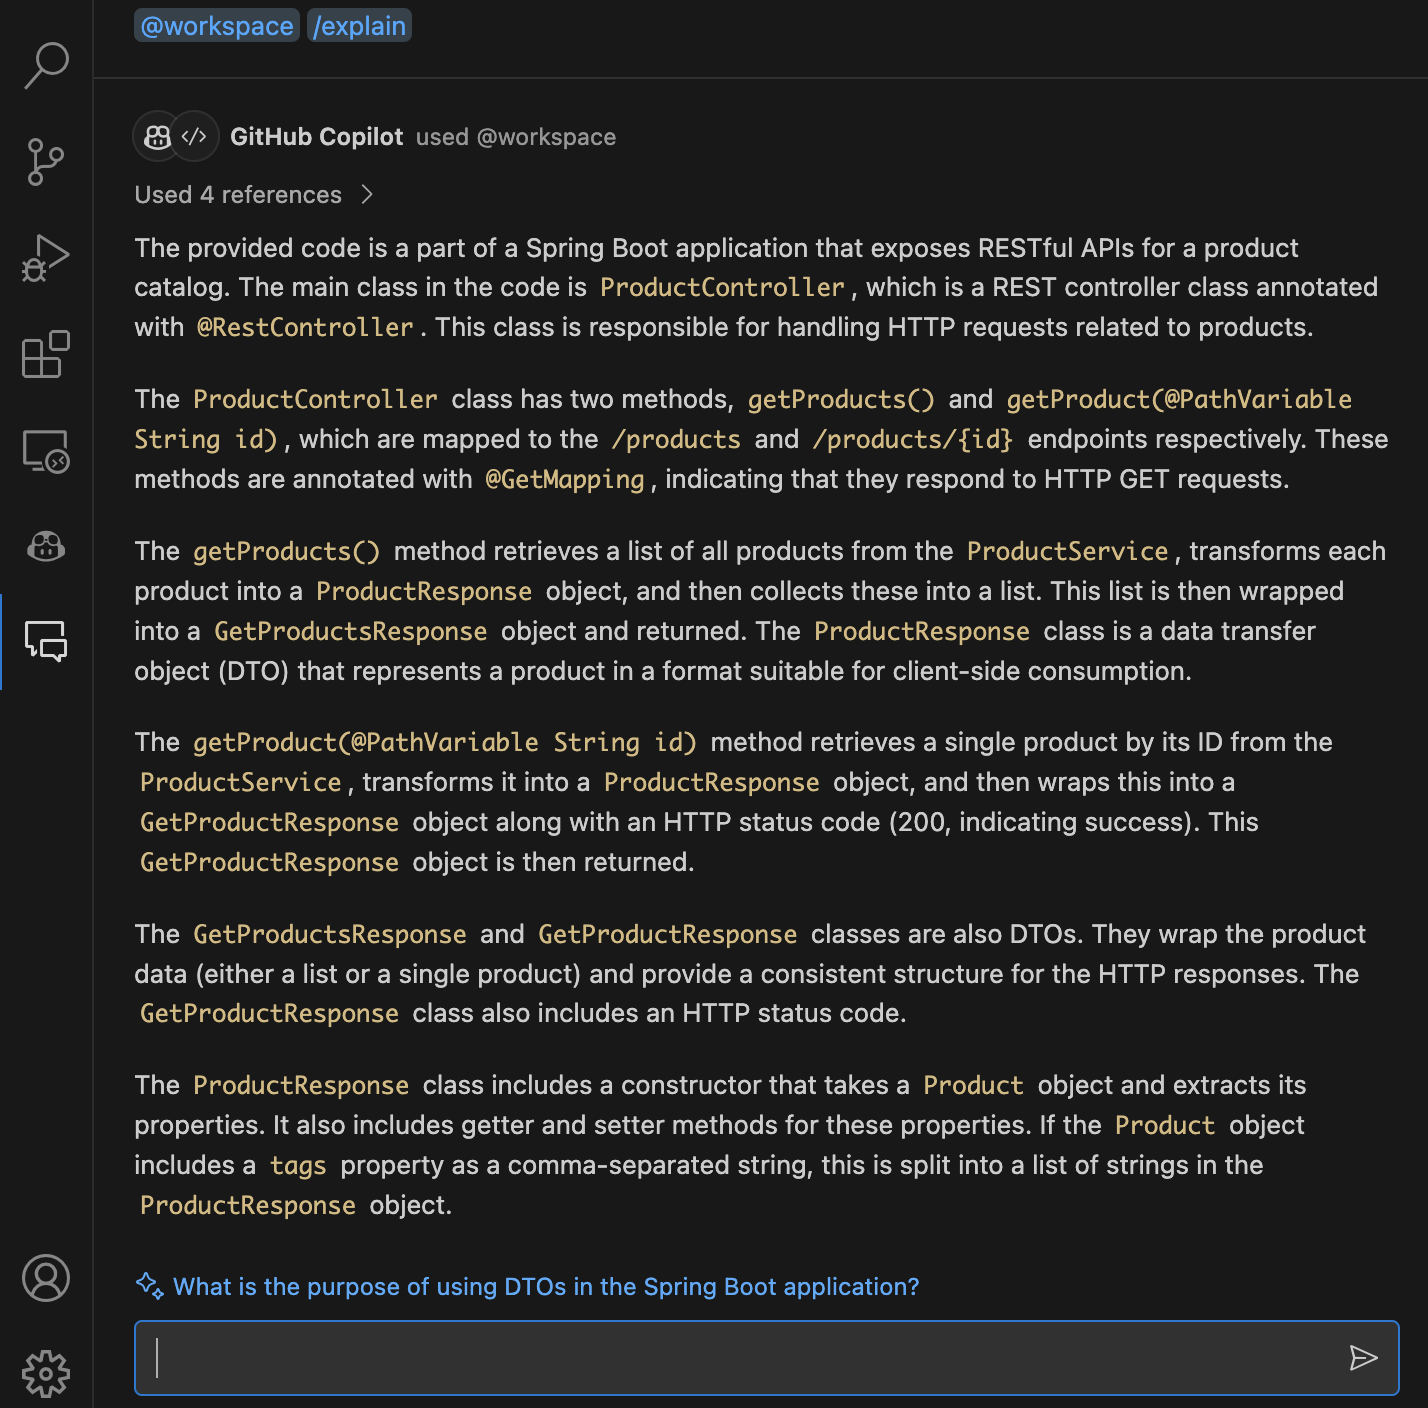 @workspace /explain
GitHub Copilot used @workspace
Used 4 references
The provided code is a part of a Spring Boot application that exposes RESTful APIs for a product
catalog. The main class in the code is ProductController, which is a REST controller class annotated
with @RestController. This class is responsible for handling HTTP requests related to products.
The ProductController class has two methods, getProducts() and getProduct(@PathVariable
String id), which are mapped to the /products and /products/{id} endpoints respectively. These
methods are annotated with @GetMapping, indicating that they respond to HTTP GET requests.
The getProducts() method retrieves a list of all products from the ProductService, transforms each
product into a ProductResponse object, and then collects these into a list. This list is then wrapped
into a GetProductsResponse object and returned. The ProductResponse class is a data transfer
object (DTO) that represents a product in a format suitable for client-side consumption.
The getProduct(@PathVariable String id) method retrieves a single product by its ID from the
ProductService, transforms it into a ProductResponse object, and then wraps this into a
GetProductResponse object along with an HTTP status code (200, indicating success). This
GetProductResponse object is then returned.
The GetProductsResponse and GetProductResponse classes are also DTOs. They wrap the product
data (either a list or a single product) and provide a consistent structure for the HTTP responses. The
GetProductResponse class also includes an HTTP status code.
The ProductResponse class includes a constructor that takes a Product object and extracts its
properties. It also includes getter and setter methods for these properties. If the Product object
includes a tags property as a comma-separated string, this is split into a list of strings in the
ProductResponse object.
What is the purpose of using DTOs in the Spring Boot application?